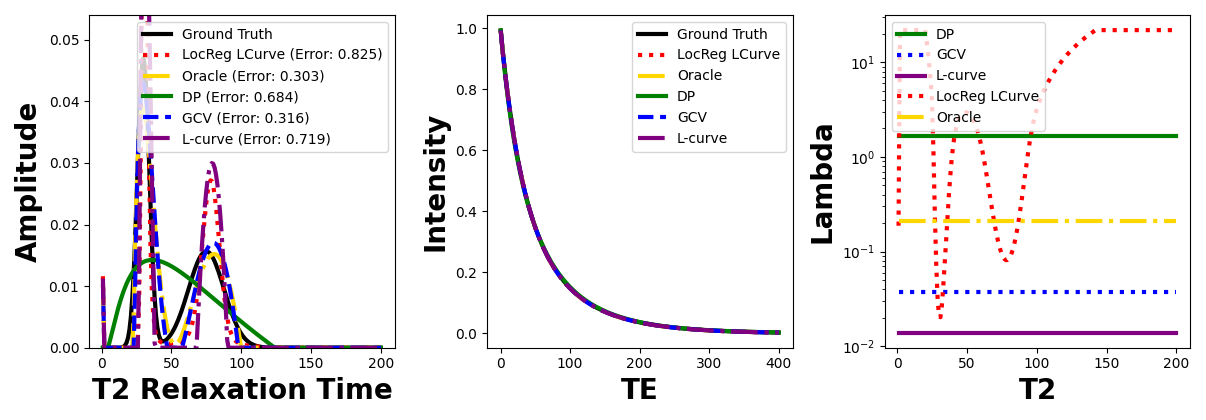 Amplitude
0.05
0.04
0.03
0.02
0.01
0.00
Ground Truth
LocReg LCurve (Error: 0.825)
Oracle (Error: 0.303)
DP (Error: 0.684)
GCV (Error: 0.316)
L-curve (Error: 0.719)
0 50 100 150 200
T2 Relaxation Time
Intensity
1.0
0.8
0.6
0.4
0.2
0.0
Ground Truth
LocReg LCurve
Oracle
DP
GCV
L-curve
0 100 200 300 400
TE
Lambda
10¹
10⁰
10⁻¹
10⁻²
DP
GCV
L-curve
LocReg LCurve
Oracle
0 50 100 150 200
T2